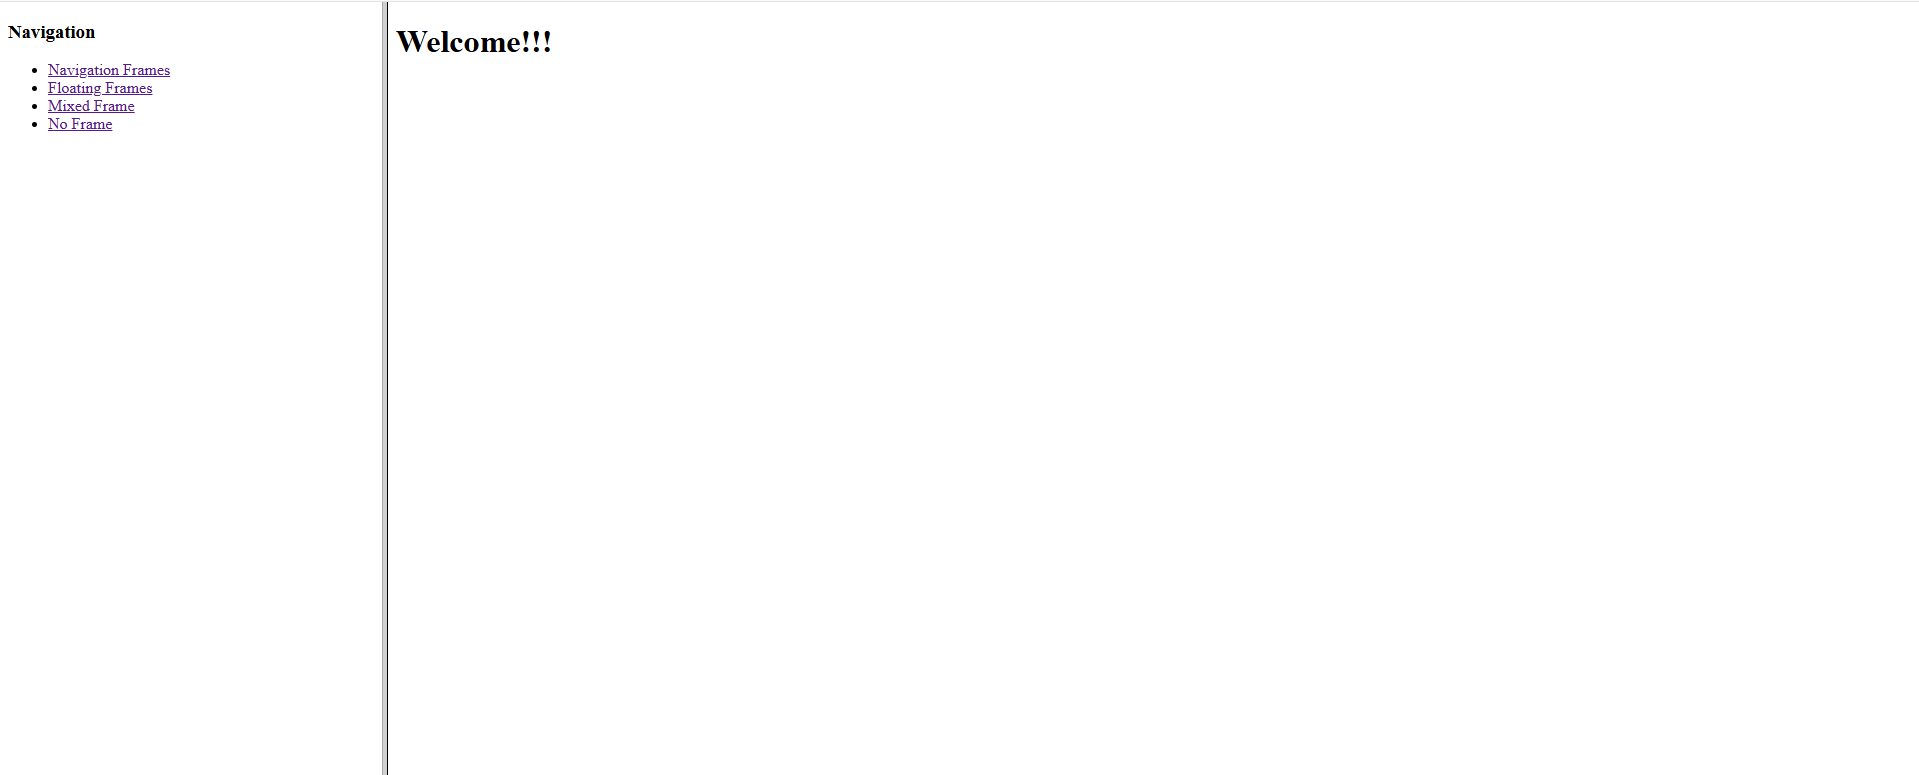 Navigation
Navigation Frames
Floating Frames
Mixed Frame
No Frame
Welcome!!!